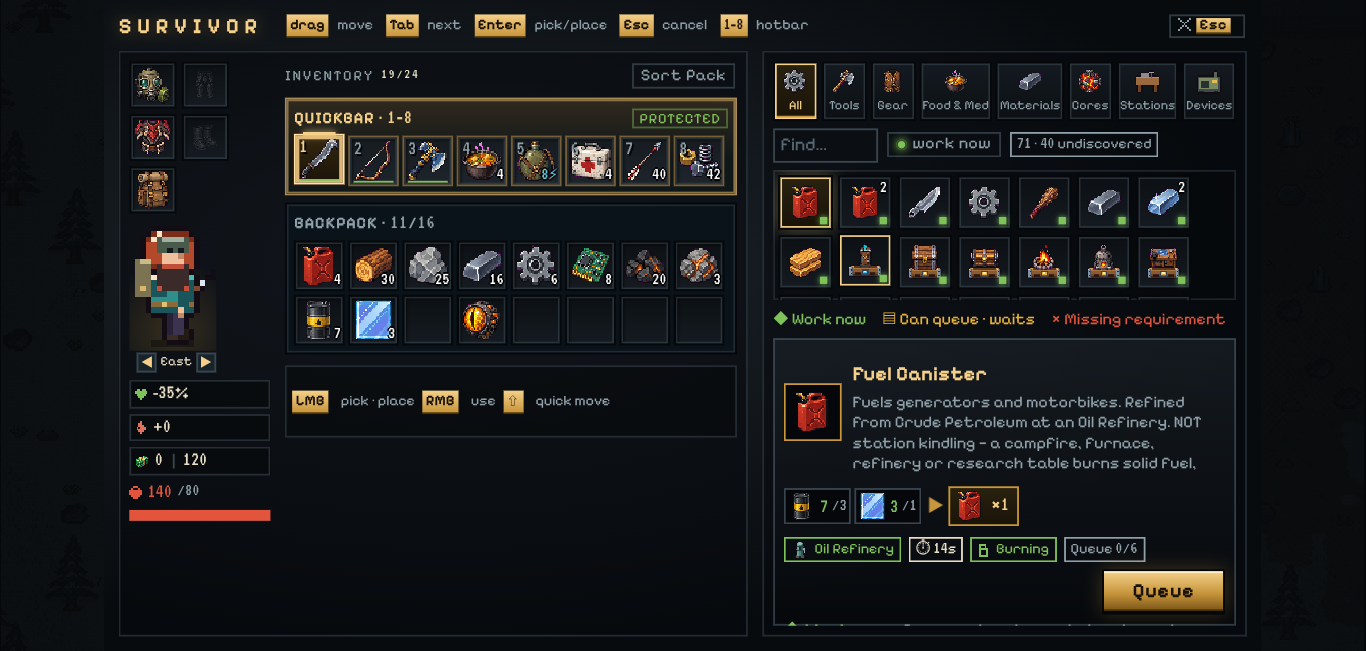 SURVIVOR drag move Tab next Enter pick/place Esc cancel 1-8 hotbar
Esc
INVENTORY 19/24
Sort Pack
QUICKBAR · 1-8
PROTECTED
1 2 3 4 4 5 8 4 7 40 8 42
BACKPACK · 11/16
4 30 25 16 6 8 20 3
7 3
LMB pick · place RMB use ⇧ quick move
◀ East ▶
-35%
+0
0 | 120
140 /80
All Tools Gear Food & Med Materials Cores Stations Devices
Find...
work now
71 · 40 undiscovered
2 2
Work now Can queue · waits × Missing requirement
Fuel Canister
Fuels generators and motorbikes. Refined
from Crude Petroleum at an Oil Refinery. NOT
station kindling - a campfire, furnace,
refinery or research table burns solid fuel,
7 /3 3 /1 ▶ ×1
Oil Refinery 14s Burning Queue 0/6
Queue